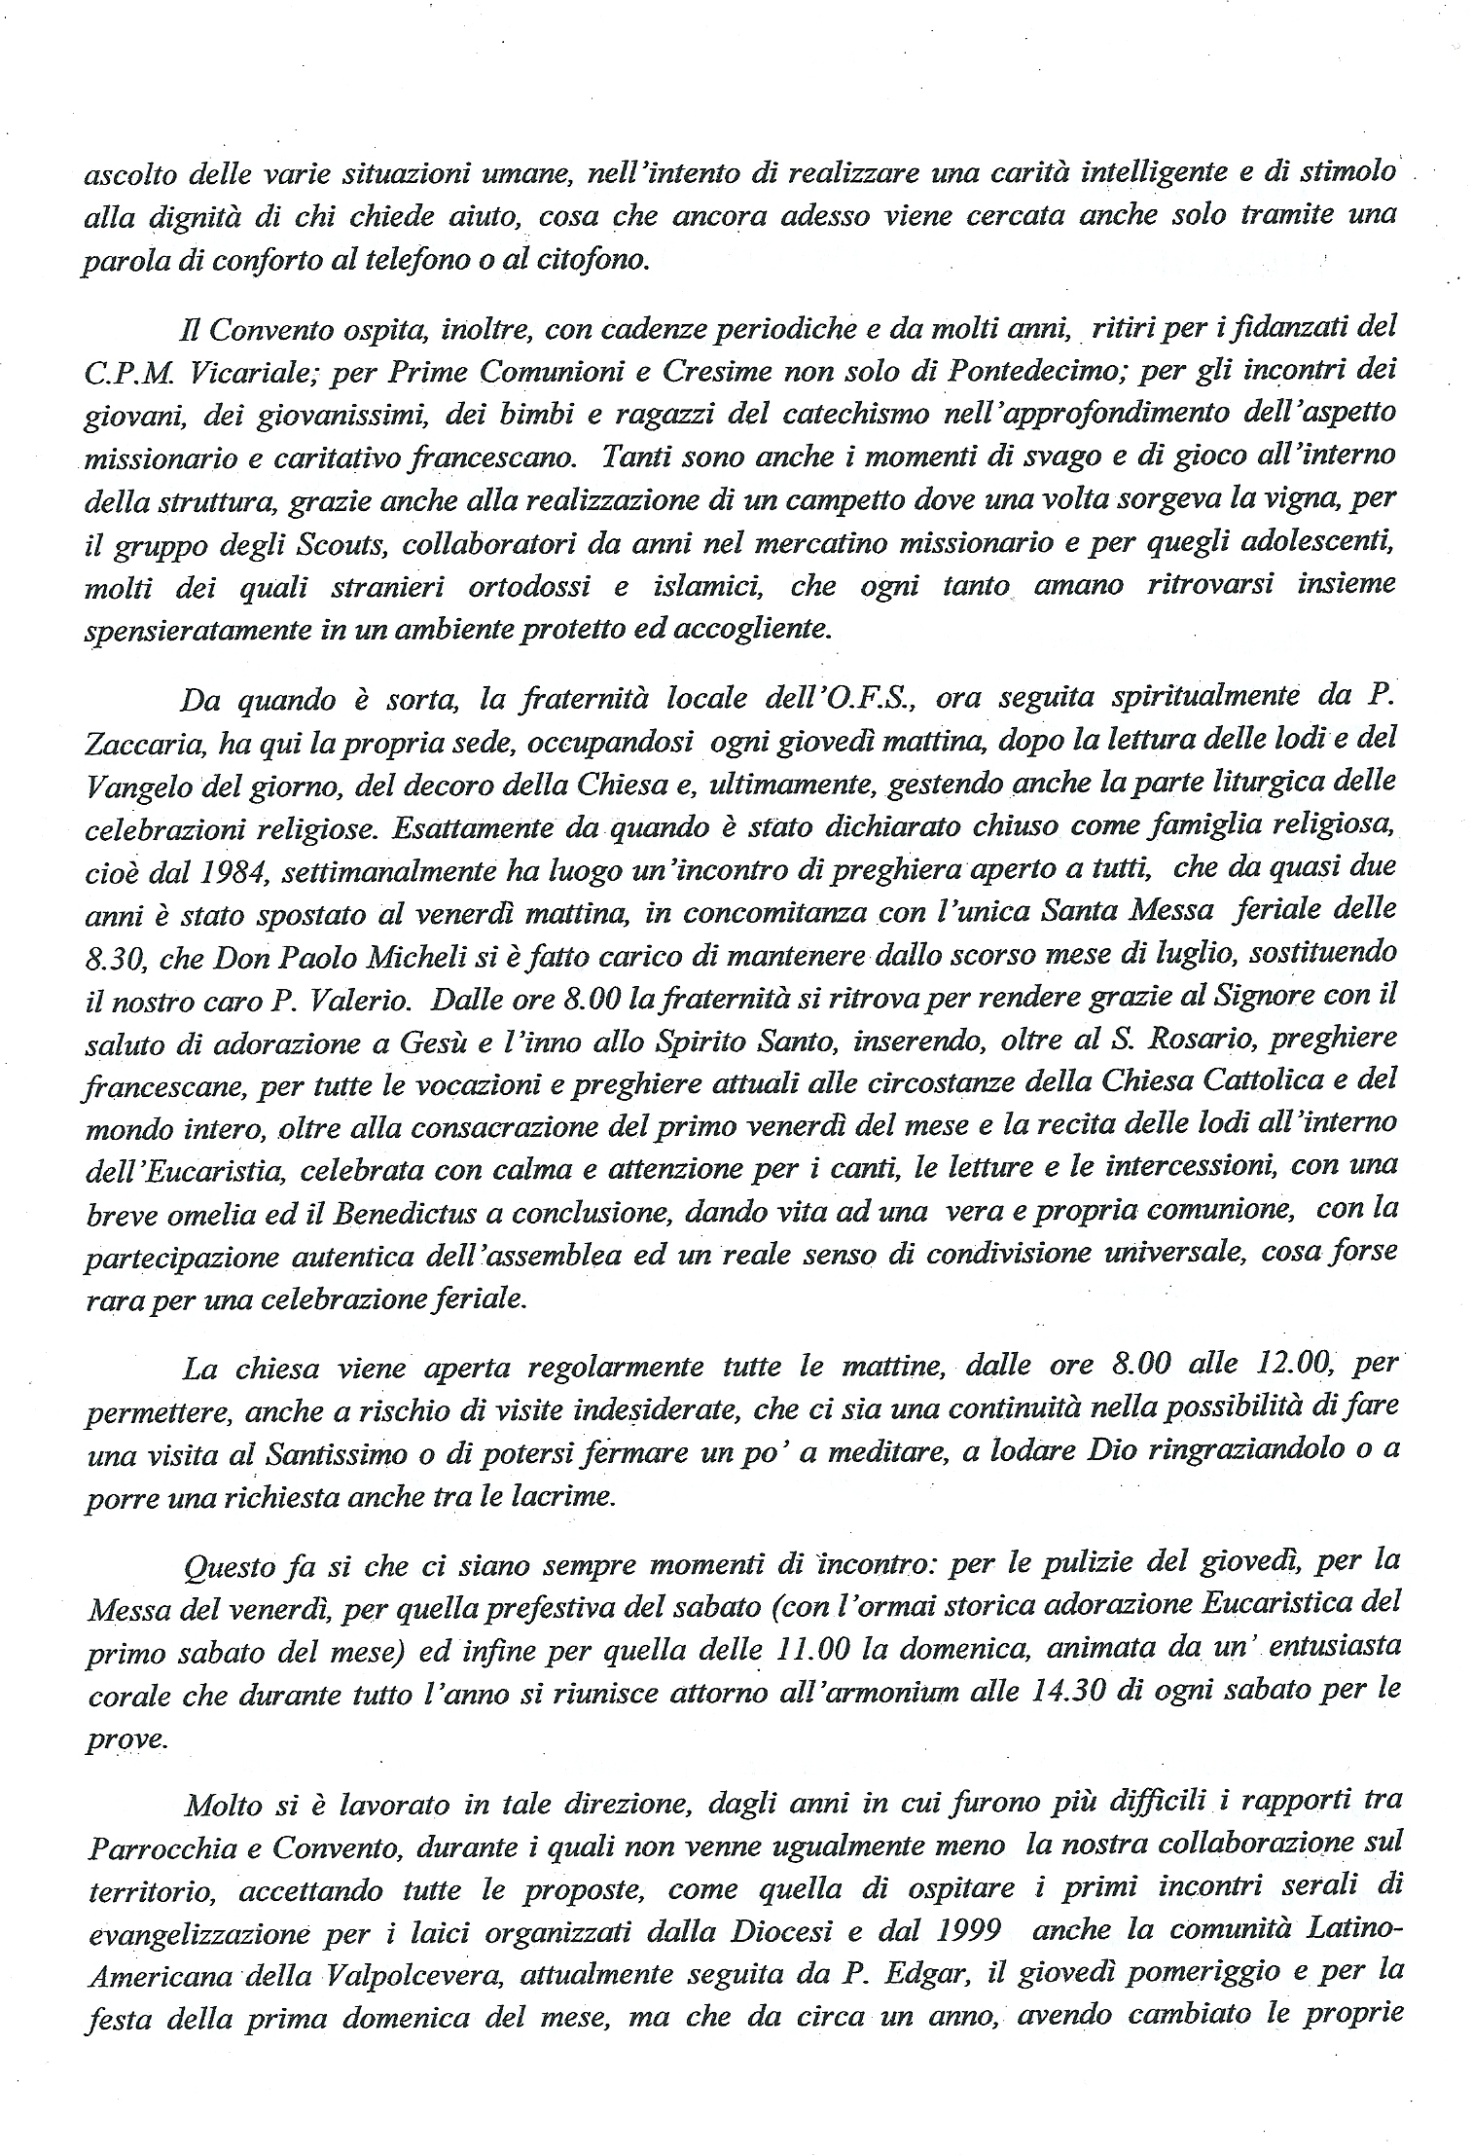 ascolto delle varie situazioni umane, nell'intento di realizzare una carità intelligente e di stimolo
alla dignità di chi chiede aiuto, cosa che ancora adesso viene cercata anche solo tramite una
parola di conforto al telefono o al citofono.
Il Convento ospita, inoltre, con cadenze periodiche e da molti anni, ritiri per i fidanzati del
C.P.M. Vicariale; per Prime Comunioni e Cresime non solo di Pontedecimo; per gli incontri dei
giovani, dei giovanissimi, dei bimbi e ragazzi del catechismo nell'approfondimento dell'aspetto
missionario e caritativo francescano. Tanti sono anche i momenti di svago e di gioco all'interno
della struttura, grazie anche alla realizzazione di un campetto dove una volta sorgeva la vigna, per
il gruppo degli Scouts, collaboratori da anni nel mercatino missionario e per quegli adolescenti,
molti dei quali stranieri ortodossi e islamici, che ogni tanto amano ritrovarsi insieme
spensieratamente in un ambiente protetto ed accogliente.
Da quando è sorta, la fraternità locale dell'O.F.S., ora seguita spiritualmente da P.
Zaccaria, ha qui la propria sede, occupandosi ogni giovedì mattina, dopo la lettura delle lodi e del
Vangelo del giorno, del decoro della Chiesa e, ultimamente, gestendo anche la parte liturgica delle
celebrazioni religiose. Esattamente da quando è stato dichiarato chiuso come famiglia religiosa,
cioè dal 1984, settimanalmente ha luogo un'incontro di preghiera aperto a tutti, che da quasi due
anni è stato spostato al venerdì mattina, in concomitanza con l'unica Santa Messa feriale delle
8.30, che Don Paolo Micheli si è fatto carico di mantenere dallo scorso mese di luglio, sostituendo
il nostro caro P. Valerio. Dalle ore 8.00 la fraternità si ritrova per rendere grazie al Signore con il
saluto di adorazione a Gesù e l'inno allo Spirito Santo, inserendo, oltre al S. Rosario, preghiere
francescane, per tutte le vocazioni e preghiere attuali alle circostanze della Chiesa Cattolica e del
mondo intero, oltre alla consacrazione del primo venerdì del mese e la recita delle lodi all'interno
dell'Eucaristia, celebrata con calma e attenzione per i canti, le letture e le intercessioni, con una
breve omelia ed il Benedictus a conclusione, dando vita ad una vera e propria comunione, con la
partecipazione autentica dell'assemblea ed un reale senso di condivisione universale, cosa forse
rara per una celebrazione feriale.
La chiesa viene aperta regolarmente tutte le mattine, dalle ore 8.00 alle 12.00, per
permettere, anche a rischio di visite indesiderate, che ci sia una continuità nella possibilità di fare
una visita al Santissimo o di potersi fermare un po' a meditare, a lodare Dio ringraziandolo o a
porre una richiesta anche tra le lacrime.
Questo fa si che ci siano sempre momenti di incontro: per le pulizie del giovedì, per la
Messa del venerdì, per quella prefestiva del sabato (con l'ormai storica adorazione Eucaristica del
primo sabato del mese) ed infine per quella delle 11.00 la domenica, animata da un' entusiasta
corale che durante tutto l'anno si riunisce attorno all'armonium alle 14.30 di ogni sabato per le
prove.
Molto si è lavorato in tale direzione, dagli anni in cui furono più difficili i rapporti tra
Parrocchia e Convento, durante i quali non venne ugualmente meno la nostra collaborazione sul
territorio, accettando tutte le proposte, come quella di ospitare i primi incontri serali di
evangelizzazione per i laici organizzati dalla Diocesi e dal 1999 anche la comunità Latino-
Americana della Valpolcevera, attualmente seguita da P. Edgar, il giovedì pomeriggio e per la
festa della prima domenica del mese, ma che da circa un anno, avendo cambiato le proprie